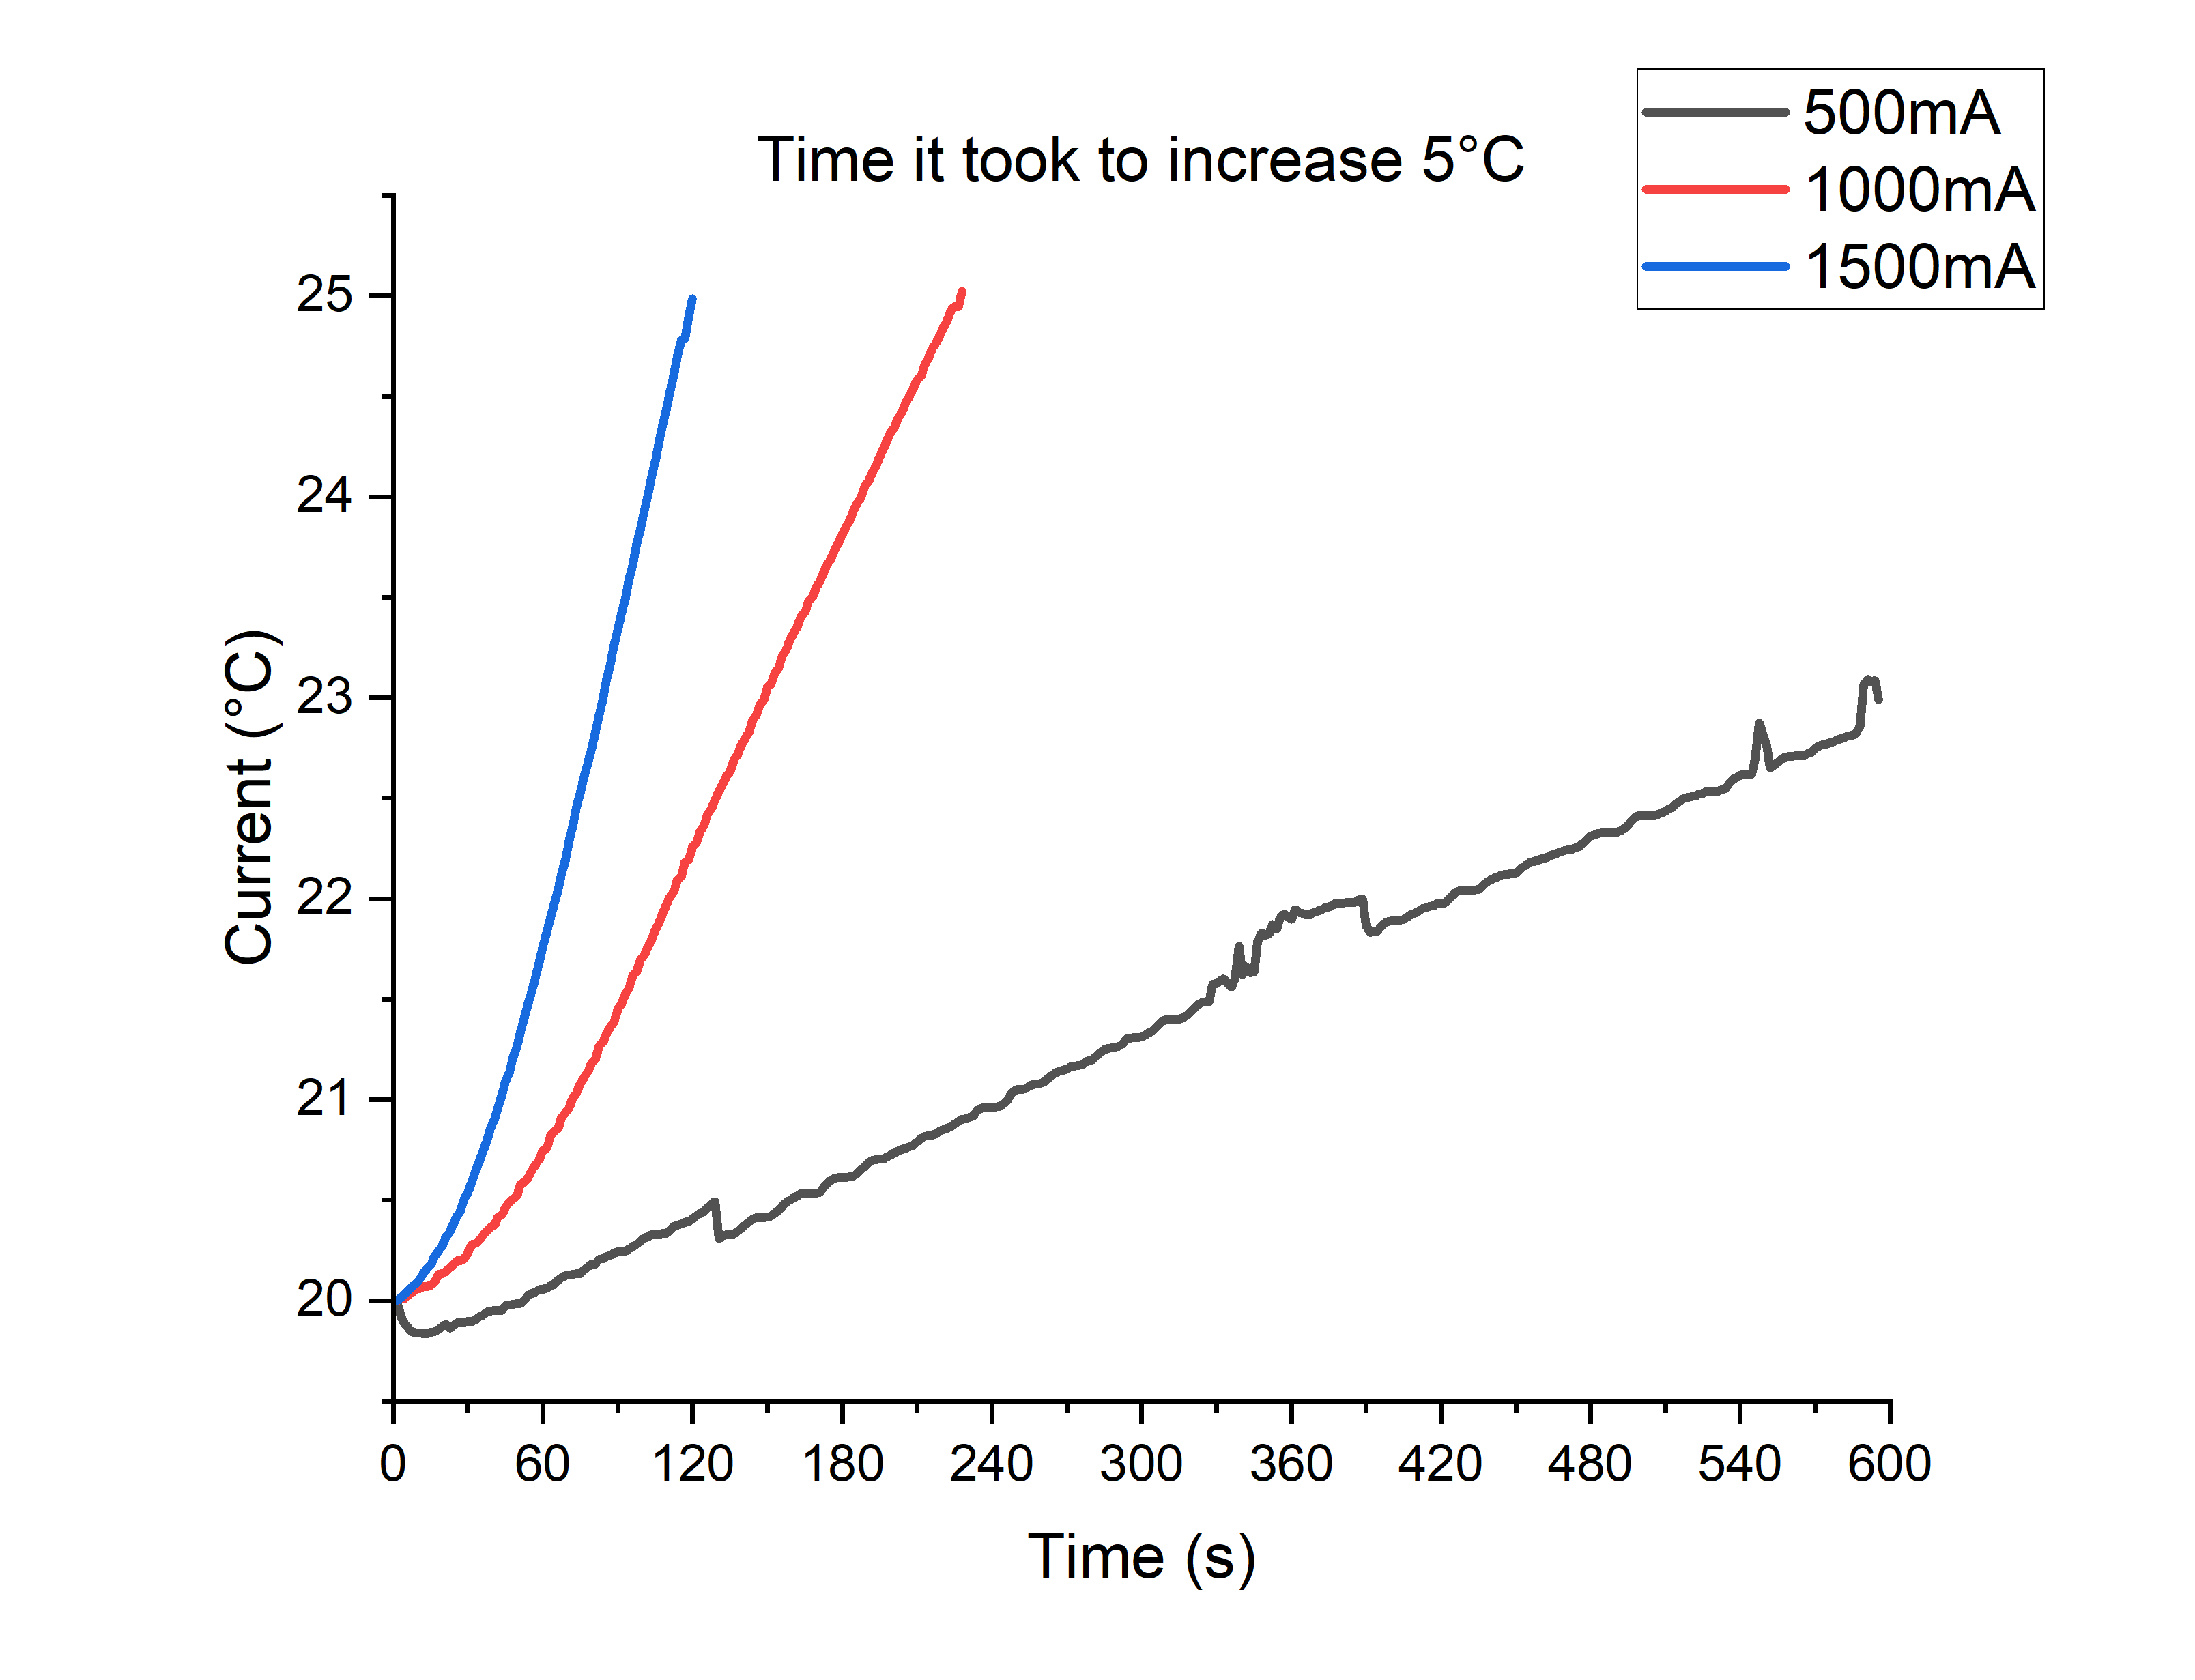 500mA
1000mA
1500mA
Time it took to increase 5°C
25
24
23
22
21
20
Current (°C)
0 60 120 180 240 300 360 420 480 540 600
Time (s)